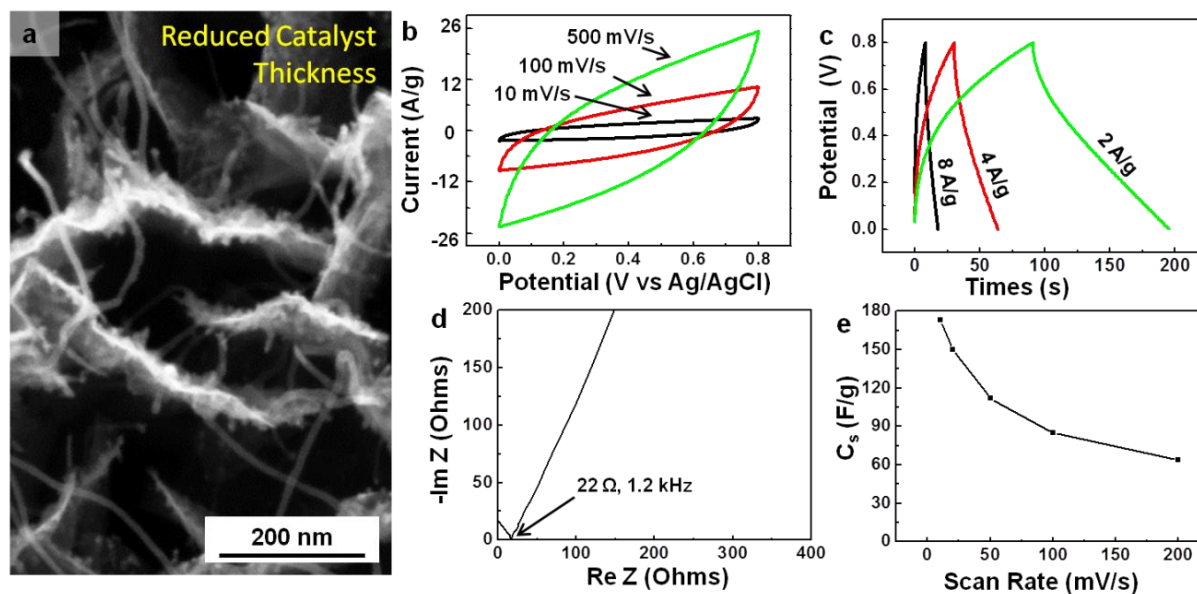 a
Reduced Catalyst
Thickness
200 nm
b
Current (A/g)
26
12
0
-12
-26
500 mV/s
100 mV/s
10 mV/s
0.0 0.2 0.4 0.6 0.8
Potential (V vs Ag/AgCl)
c
Potential (V)
0.8
0.6
0.4
0.2
0.0
8 A/g
4 A/g
2 A/g
0 50 100 150 200
Times (s)
d
-Im Z (Ohms)
200
150
100
50
0
22 Ω, 1.2 kHz
0 100 200 300 400
Re Z (Ohms)
e
Cₛ (F/g)
180
150
120
90
60
30
0
0 50 100 150 200
Scan Rate (mV/s)